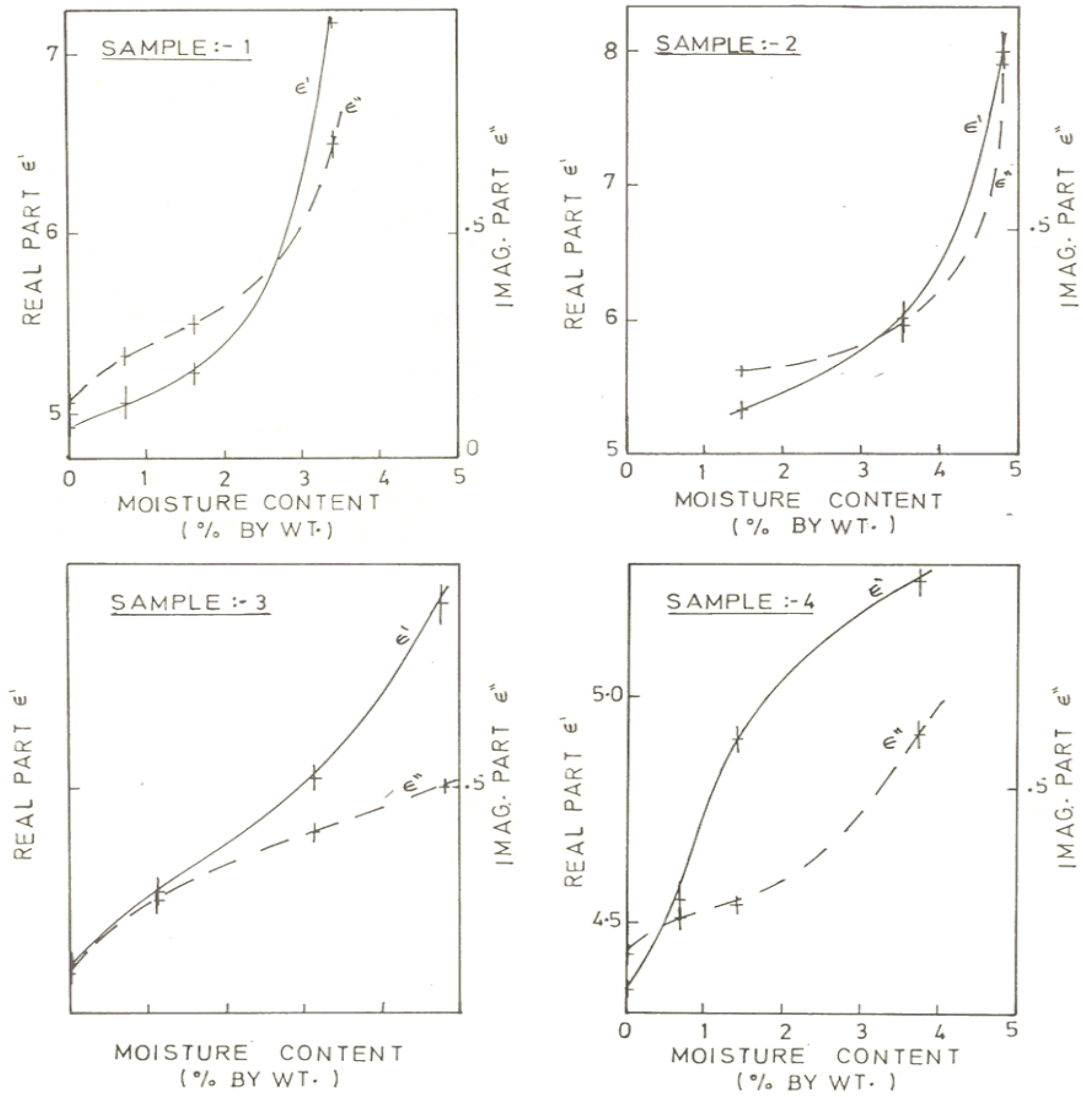 SAMPLE:-1
7
6
5
REAL PART ϵ'
ϵ'
ϵ"
.5
0
IMAG. PART ϵ"
0 1 2 3 4 5
MOISTURE CONTENT
(% BY WT.)
SAMPLE:-2
8
7
6
5
REAL PART ϵ'
ϵ'
ϵ"
.5
IMAG. PART ϵ"
0 1 2 3 4 5
MOISTURE CONTENT
(% BY WT.)
SAMPLE:-3
REAL PART ϵ'
ϵ'
ϵ"
.5
IMAG. PART ϵ"
MOISTURE CONTENT
(% BY WT.)
SAMPLE:-4
5.0
4.5
REAL PART ϵ'
ϵ'
ϵ"
.5
IMAG. PART ϵ"
0 1 2 3 4 5
MOISTURE CONTENT
(% BY WT.)